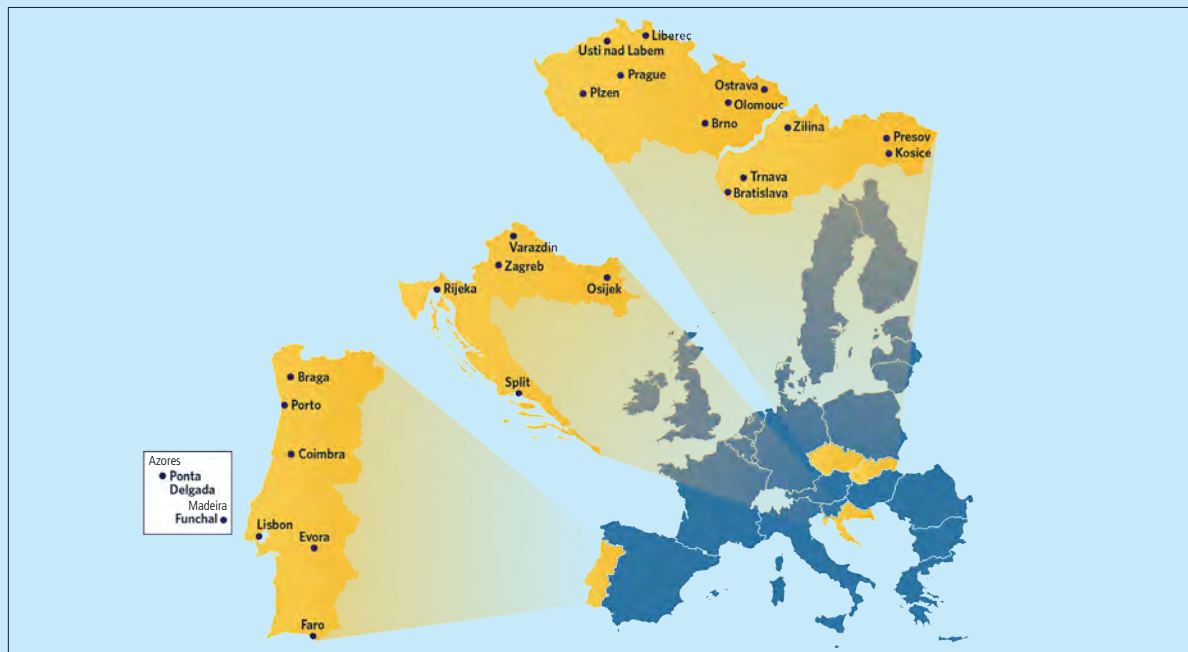 Liberec
Usti nad Labem
Prague
Plzen
Ostrava
Olomouc
Brno
Zilina
Presov
Kosice
Trnava
Bratislava
Varazdin
Zagreb
Rijeka
Osijek
Split
Braga
Porto
Coimbra
Azores
Ponta
Delgada
Madeira
Funchal
Lisbon
Evora
Faro